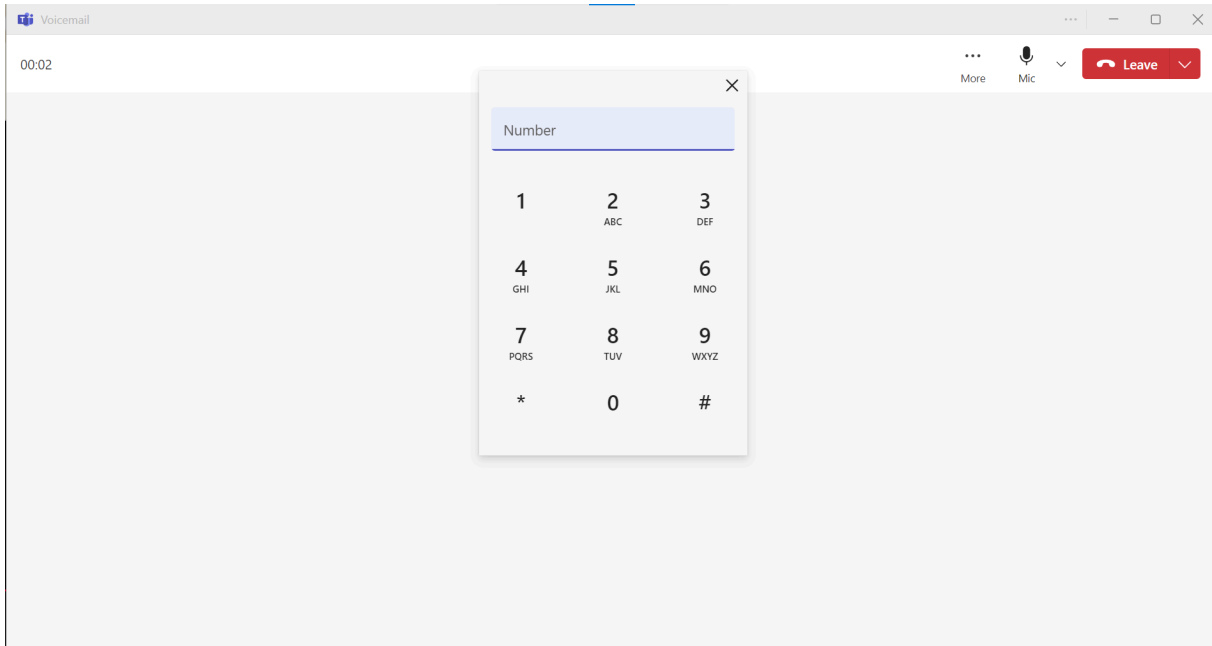 Voicemail
00:02
More
Mic
Leave
Number
1
2
3
ABC
DEF
4
5
6
GHI
JKL
MNO
7
8
9
PQRS
TUV
WXYZ
*
0
#